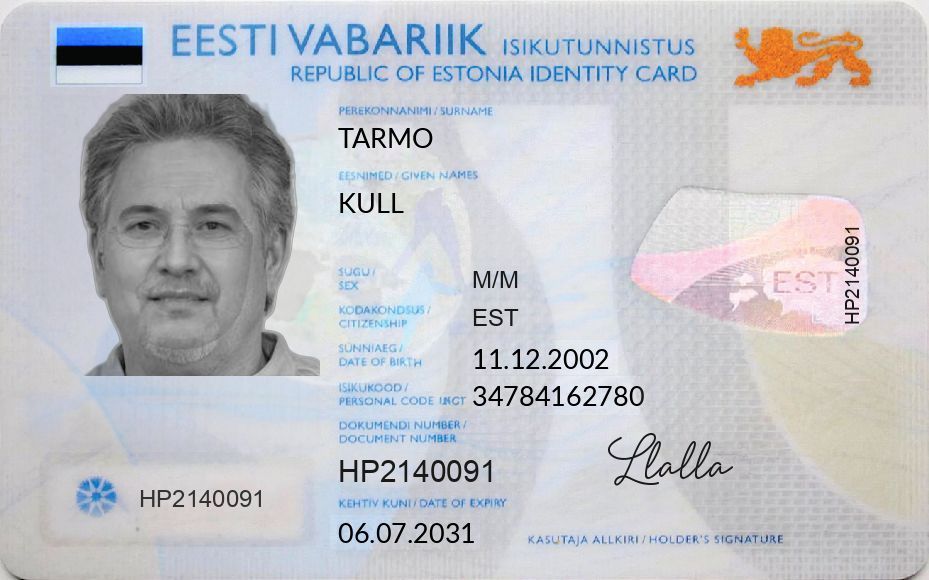 EESTI VABARIIK ISIKUTUNNISTUS
REPUBLIC OF ESTONIA IDENTITY CARD
PEREKONNANIMI / SURNAME
TARMO
EESNIMED / GIVEN NAMES
KULL
SUGU /
SEX
M/M
KODAKONDSUS /
CITIZENSHIP
EST
SÜNNIAEG /
DATE OF BIRTH
11.12.2002
ISIKUKOOD /
PERSONAL CODE
34784162780
DOKUMENDI NUMBER /
DOCUMENT NUMBER
HP2140091
KEHTIV KUNI / DATE OF EXPIRY
06.07.2031
HP2140091
EST
HP2140091
Llalla
KASUTAJA ALLKIRI / HOLDER'S SIGNATURE